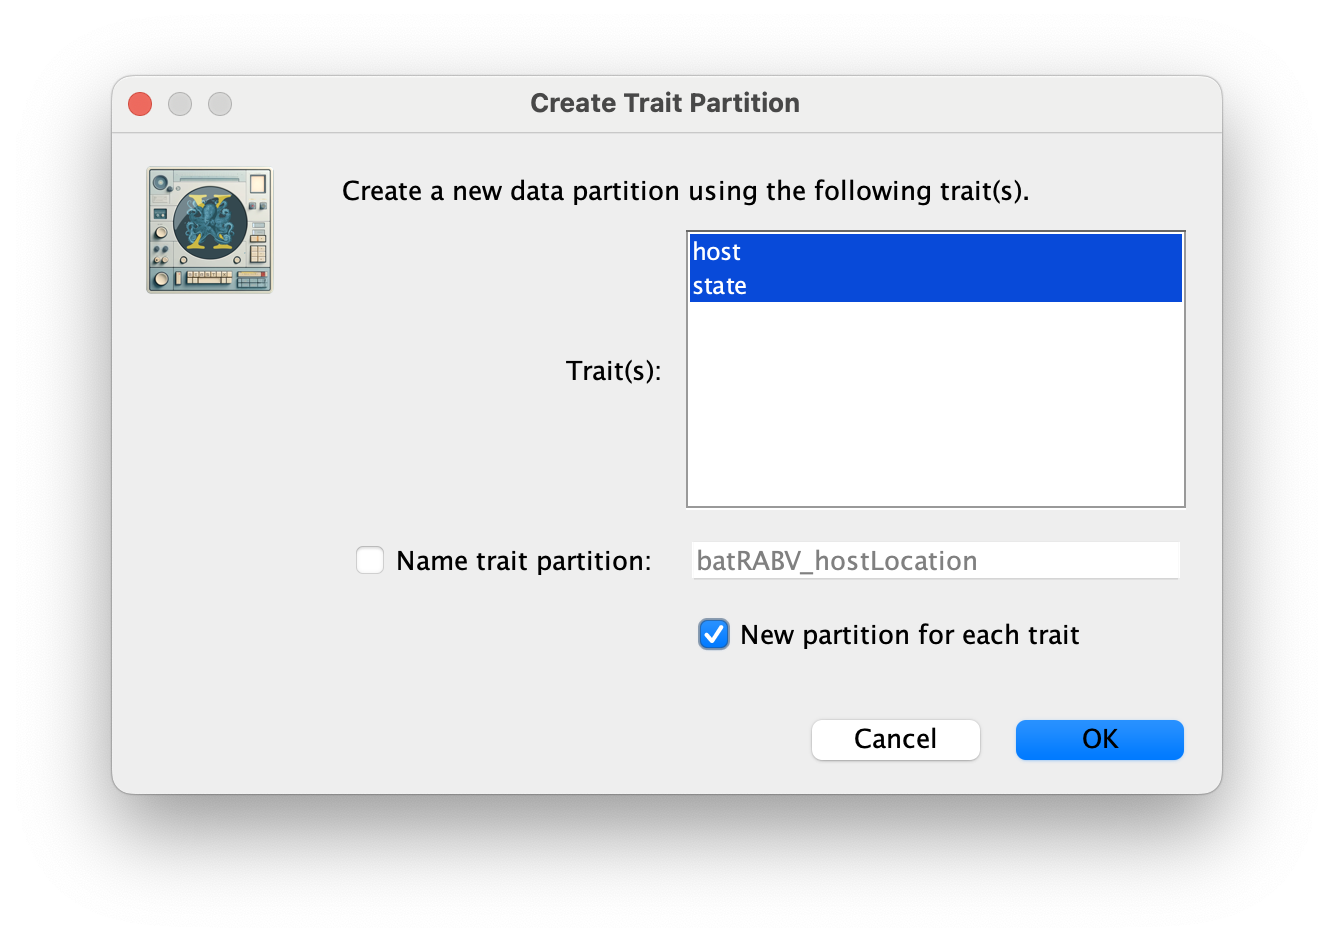 Create Trait Partition
Create a new data partition using the following trait(s).
host
state
Trait(s):
Name trait partition: batRABV_hostLocation
New partition for each trait
Cancel OK